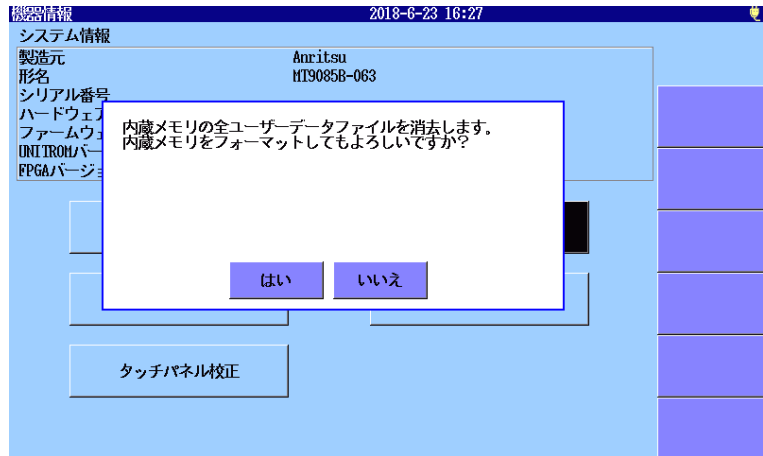 機器情報 2018-6-23 16:27
システム情報
製造元 Anritsu
形名 MT9085B-063
シリアル番号
ハードウェア
ファームウェ
UNITROMバー
FPGAバージョ
内蔵メモリの全ユーザーデータファイルを消去します。
内蔵メモリをフォーマットしてもよろしいですか?
はい いいえ
タッチパネル校正